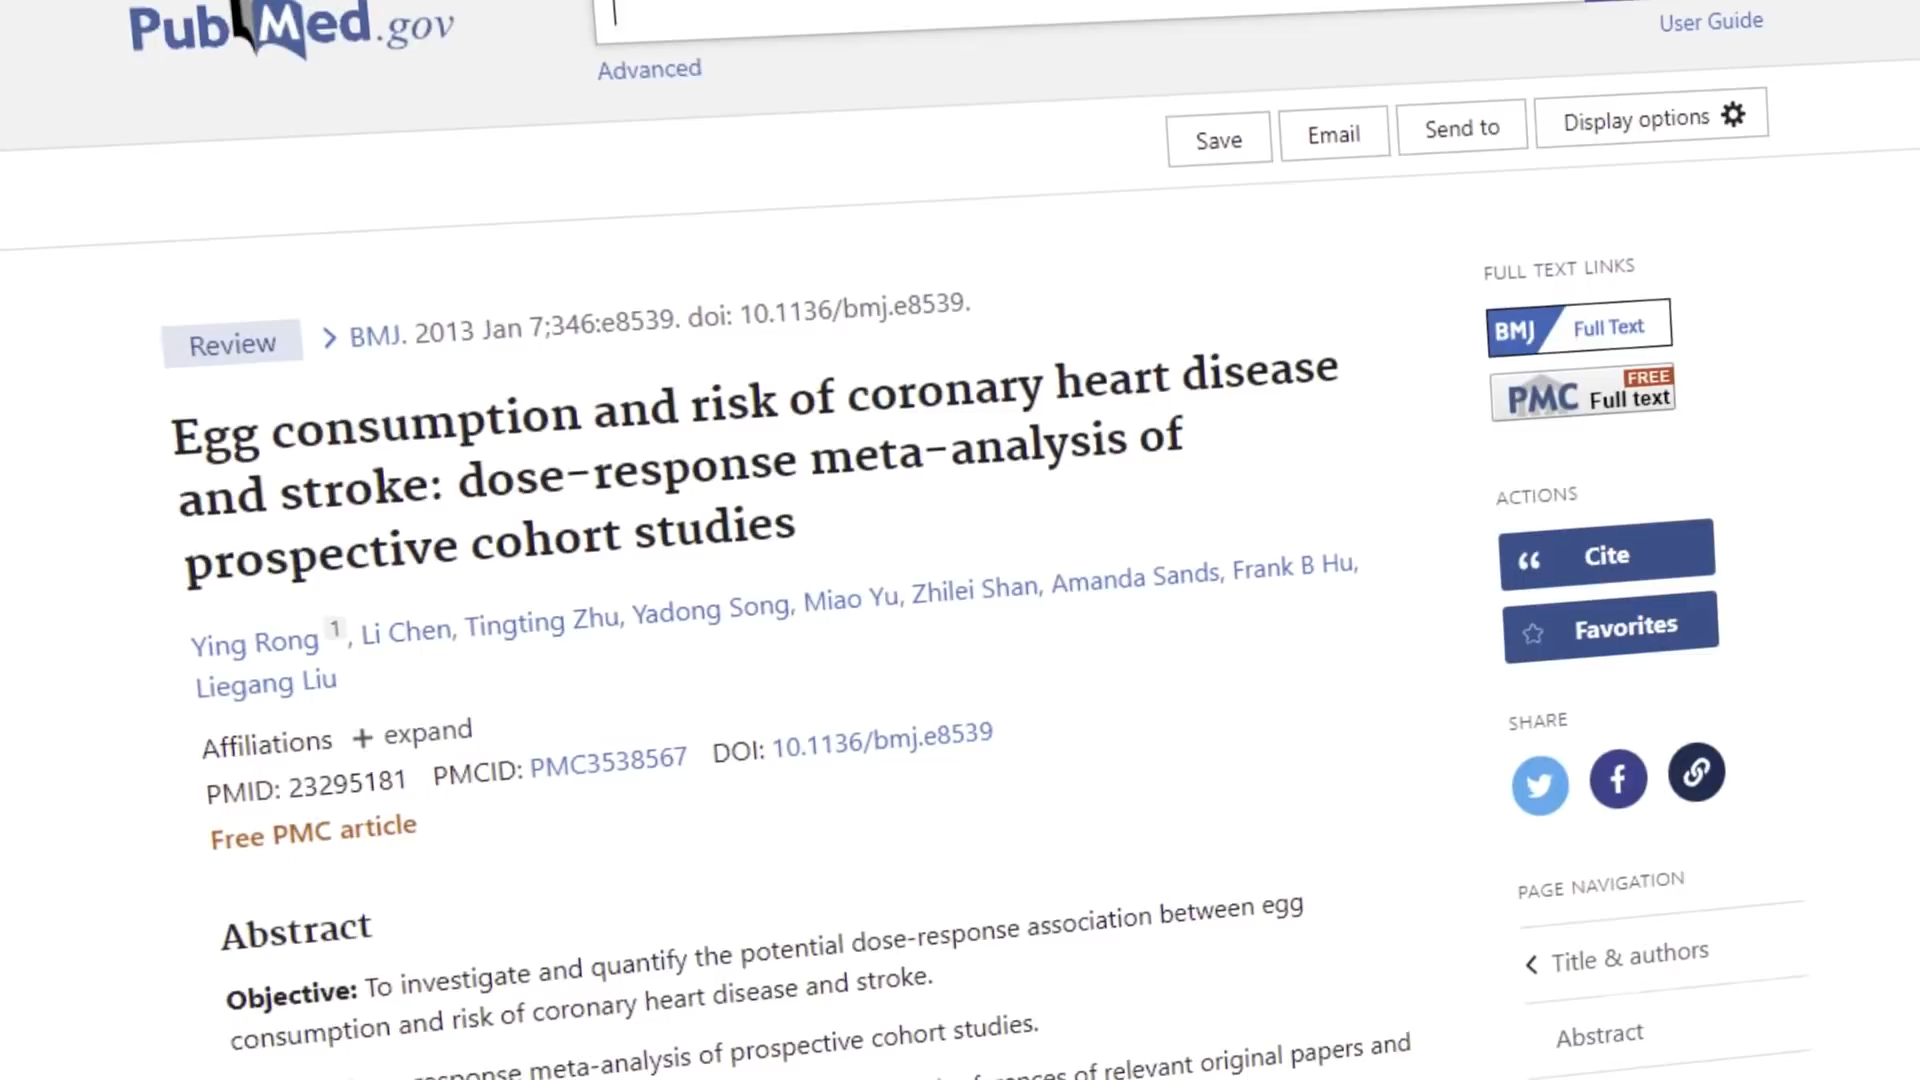 PubMed.gov
Advanced
User Guide
Save
Email
Send to
Display options
Review
BMJ. 2013 Jan 7;346:e8539. doi: 10.1136/bmj.e8539.
Egg consumption and risk of coronary heart disease
and stroke: dose-response meta-analysis of
prospective cohort studies
Ying Rong 1, Li Chen, Tingting Zhu, Yadong Song, Miao Yu, Zhilei Shan, Amanda Sands, Frank B Hu,
Liegang Liu
Affiliations + expand
PMID: 23295181 PMCID: PMC3538567 DOI: 10.1136/bmj.e8539
Free PMC article
Abstract
Objective: To investigate and quantify the potential dose-response association between egg
consumption and risk of coronary heart disease and stroke.
meta-analysis of prospective cohort studies.
of relevant original papers and
FULL TEXT LINKS
BMJ Full Text
PMC FREE Full text
ACTIONS
Cite
Favorites
SHARE
PAGE NAVIGATION
Title & authors
Abstract